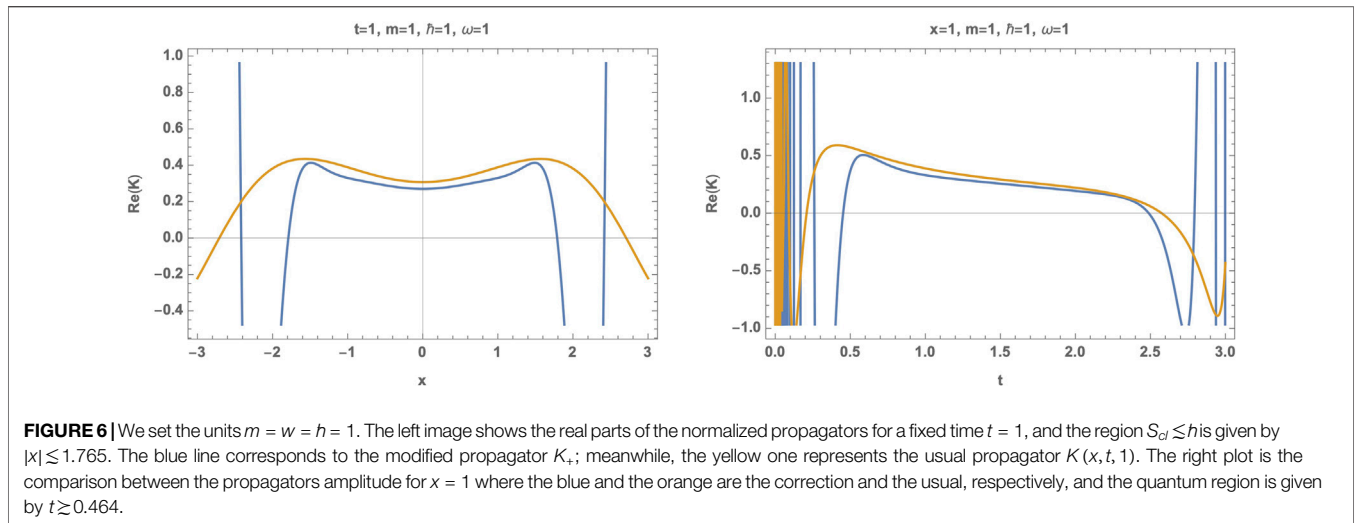 t=1, m=1, ℏ=1, ω=1
1.0
0.8
0.6
0.4
0.2
0.0
−0.2
−0.4
Re(K)
−3 −2 −1 0 1 2 3
x
x=1, m=1, ℏ=1, ω=1
1.0
0.5
0.0
−0.5
−1.0
Re(K)
0.0 0.5 1.0 1.5 2.0 2.5 3.0
t
FIGURE 6 | We set the units m = w = ℏ = 1. The left image shows the real parts of the normalized propagators for a fixed time t = 1, and the region Scl ≲ ℏ is given by
|x| ≲ 1.765. The blue line corresponds to the modified propagator K+; meanwhile, the yellow one represents the usual propagator K(x, t, 1). The right plot is the
comparison between the propagators amplitude for x = 1 where the blue and the orange are the correction and the usual, respectively, and the quantum region is given
by t ≳ 0.464.